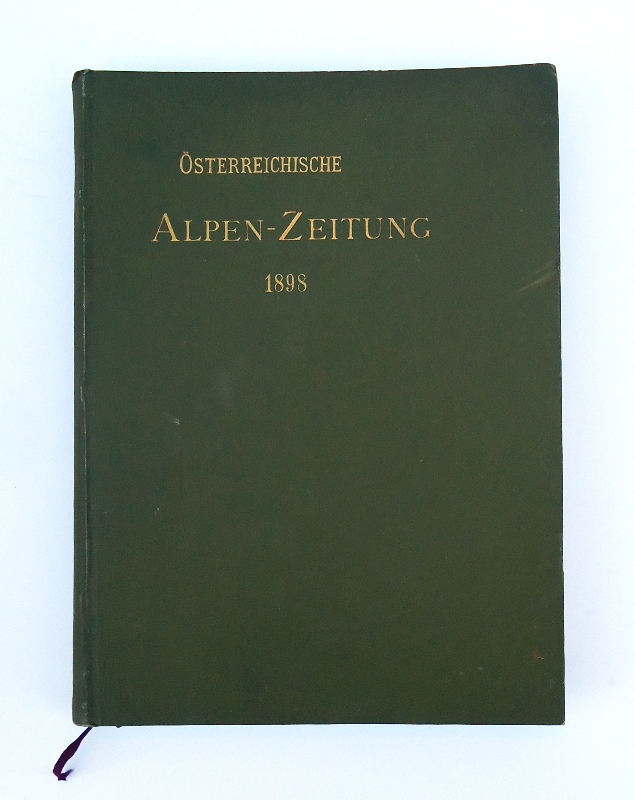 ÖSTERREICHISCHE
ALPEN-ZEITUNG
1898